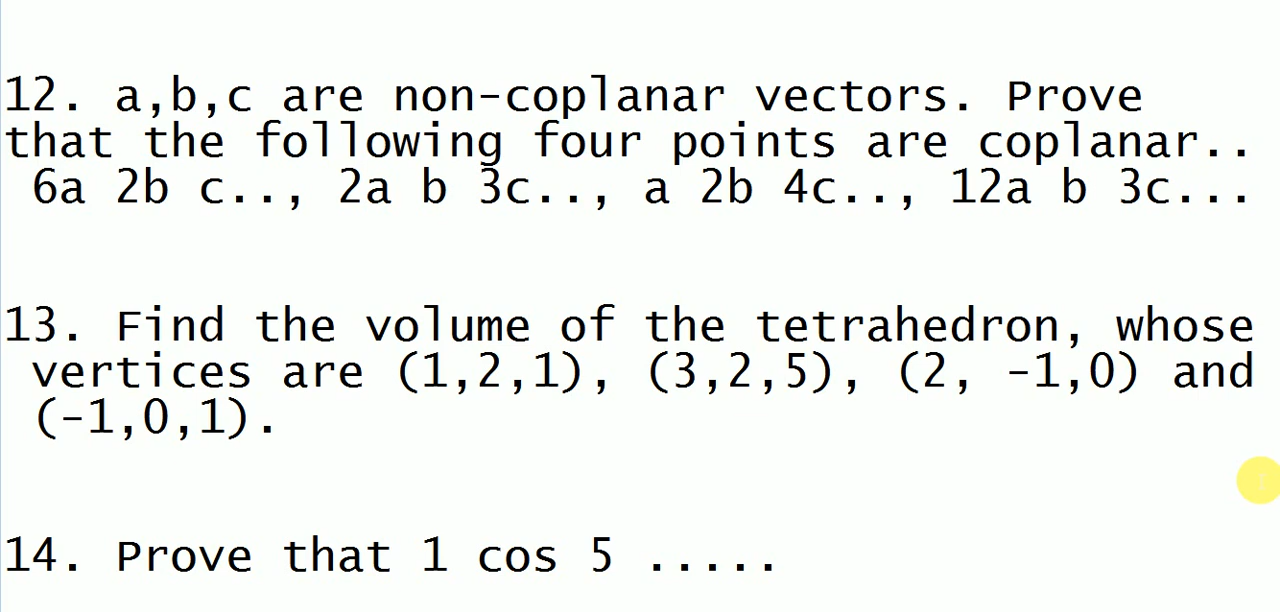 12. a,b,c are non-coplanar vectors. Prove
that the following four points are coplanar..
6a 2b c.., 2a b 3c.., a 2b 4c.., 12a b 3c...
13. Find the volume of the tetrahedron, whose
vertices are (1,2,1), (3,2,5), (2, -1,0) and
(-1,0,1).
14. Prove that 1 cos 5 .....